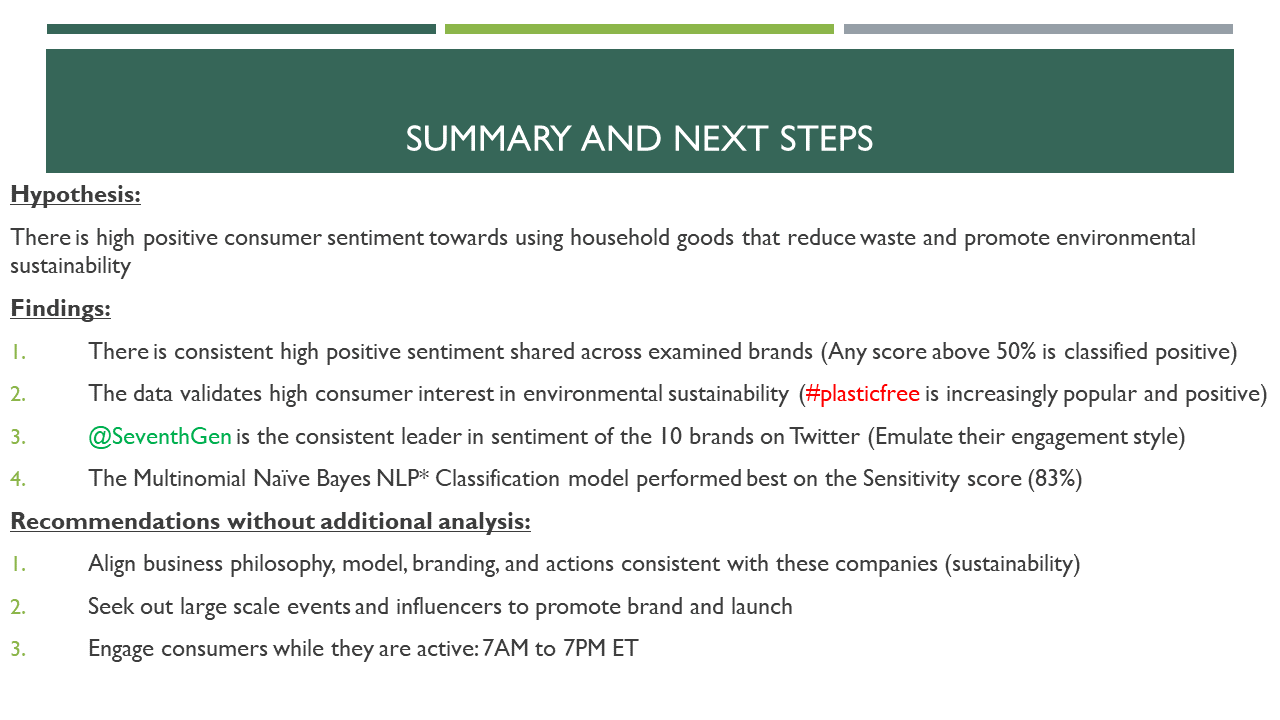 SUMMARY AND NEXT STEPS
Hypothesis:
There is high positive consumer sentiment towards using household goods that reduce waste and promote environmental
sustainability
Findings:
1. There is consistent high positive sentiment shared across examined brands (Any score above 50% is classified positive)
2. The data validates high consumer interest in environmental sustainability (#plasticfree is increasingly popular and positive)
3. @SeventhGen is the consistent leader in sentiment of the 10 brands on Twitter (Emulate their engagement style)
4. The Multinomial Naïve Bayes NLP* Classification model performed best on the Sensitivity score (83%)
Recommendations without additional analysis:
1. Align business philosophy, model, branding, and actions consistent with these companies (sustainability)
2. Seek out large scale events and influencers to promote brand and launch
3. Engage consumers while they are active: 7AM to 7PM ET